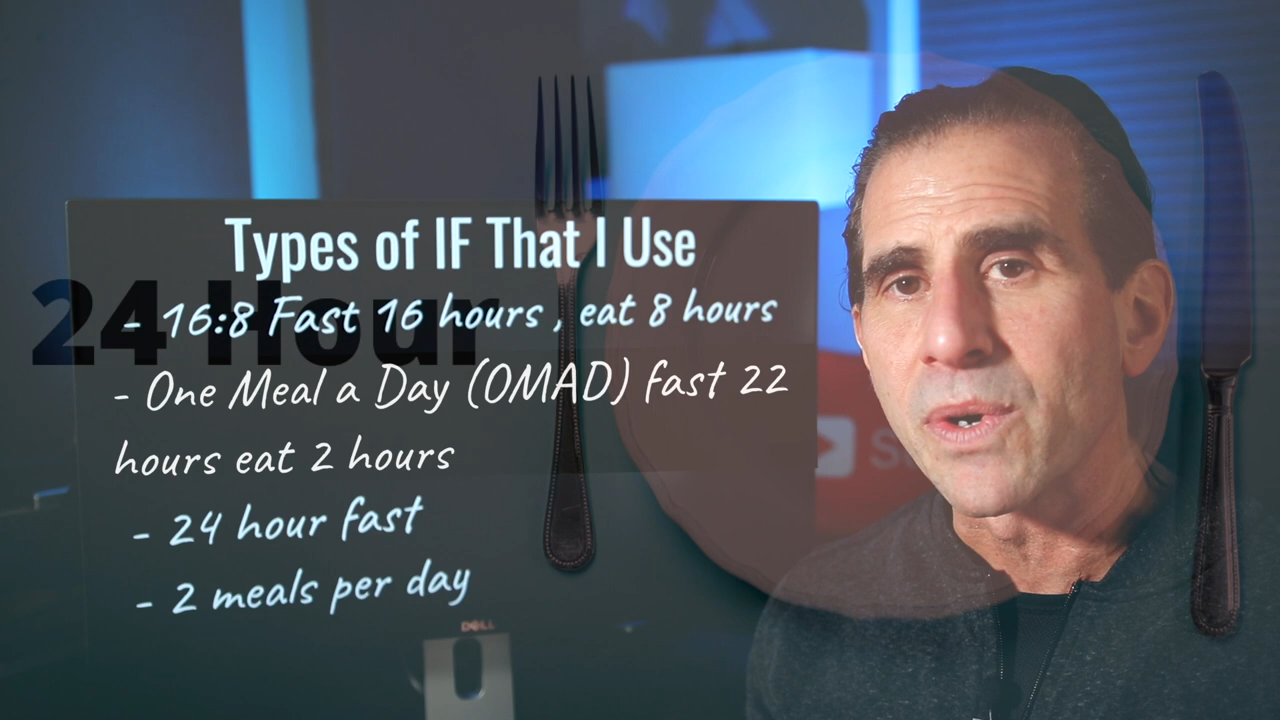 Types of IF That I Use
24 Hour
- 16:8 Fast 16 hours , eat 8 hours
- One Meal a Day (OMAD) fast 22
hours eat 2 hours
- 24 hour fast
- 2 meals per day
DELL